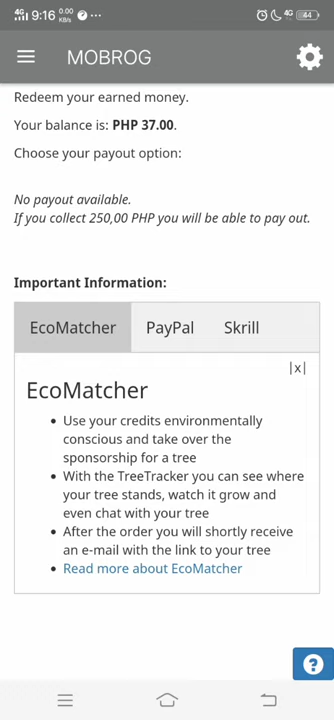 4G 9:16 0.00 KB/s ... 4G 44
MOBROG
Redeem your earned money.
Your balance is: PHP 37.00.
Choose your payout option:
No payout available.
If you collect 250,00 PHP you will be able to pay out.
Important Information:
EcoMatcher PayPal Skrill
|x|
EcoMatcher
• Use your credits environmentally
conscious and take over the
sponsorship for a tree
• With the TreeTracker you can see where
your tree stands, watch it grow and
even chat with your tree
• After the order you will shortly receive
an e-mail with the link to your tree
• Read more about EcoMatcher
?